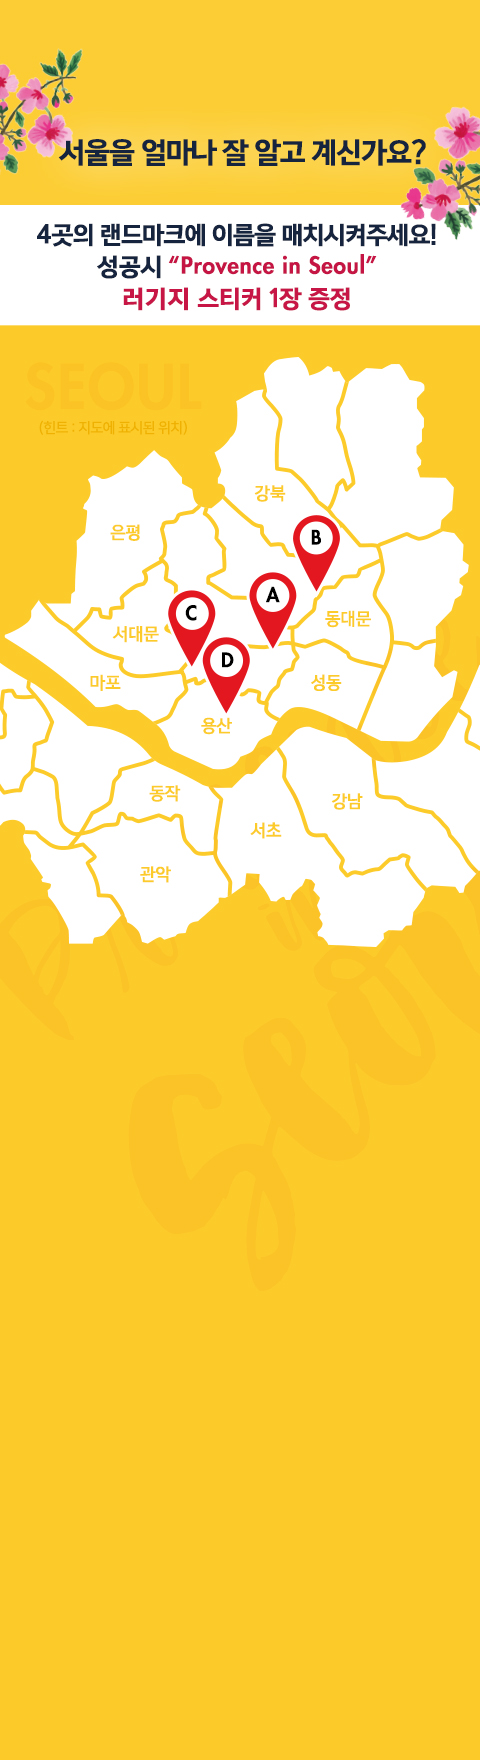 서울을 얼마나 잘 알고 계신가요?
4곳의 랜드마크에 이름을 매치시켜주세요!
성공시 “Provence in Seoul”
러기지 스티커 1장 증정
SEOUL
(힌트 : 지도에 표시된 위치)
강북
은평
B
A
C
동대문
서대문
D
마포
성동
용산
동작
강남
서초
관악
in